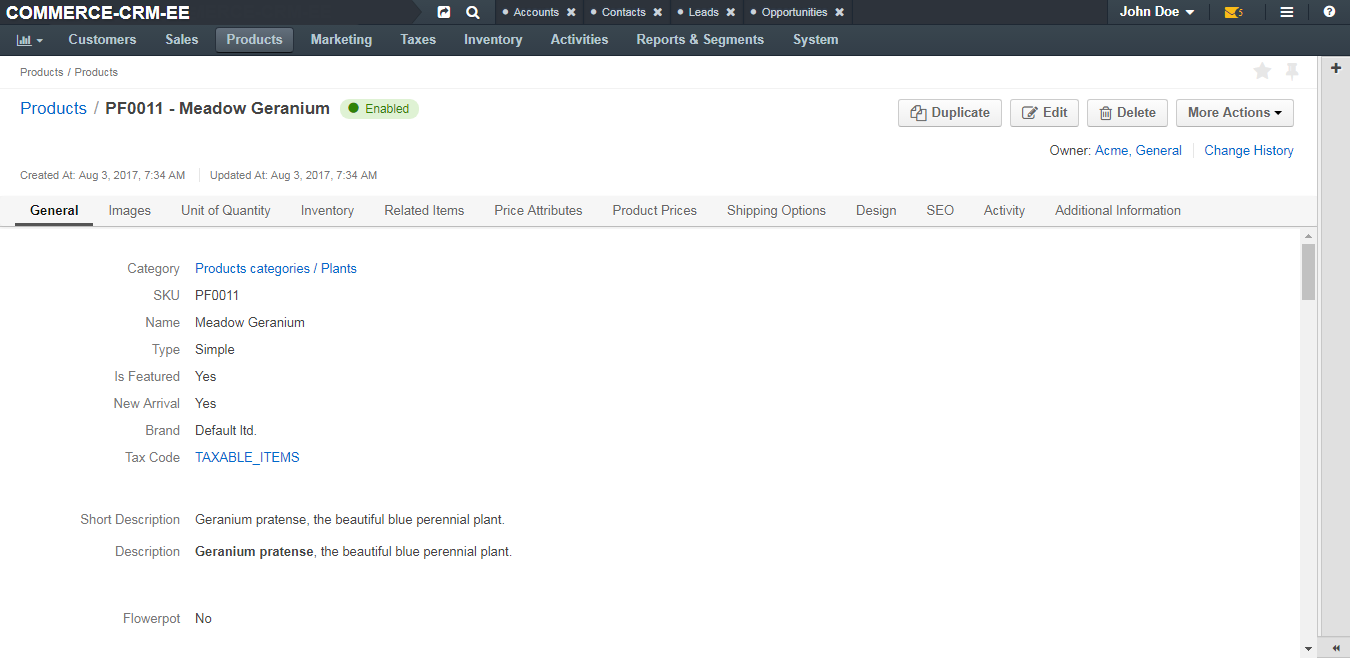 COMMERCE-CRM-EE
Accounts Contacts Leads Opportunities John Doe 5
Customers Sales Products Marketing Taxes Inventory Activities Reports & Segments System
Products / Products
Products / PF0011 - Meadow Geranium Enabled
Duplicate Edit Delete More Actions
Owner: Acme, General Change History
Created At: Aug 3, 2017, 7:34 AM Updated At: Aug 3, 2017, 7:34 AM
General Images Unit of Quantity Inventory Related Items Price Attributes Product Prices Shipping Options Design SEO Activity Additional Information
Category Products categories / Plants
SKU PF0011
Name Meadow Geranium
Type Simple
Is Featured Yes
New Arrival Yes
Brand Default ltd.
Tax Code TAXABLE_ITEMS
Short Description Geranium pratense, the beautiful blue perennial plant.
Description Geranium pratense, the beautiful blue perennial plant.
Flowerpot No